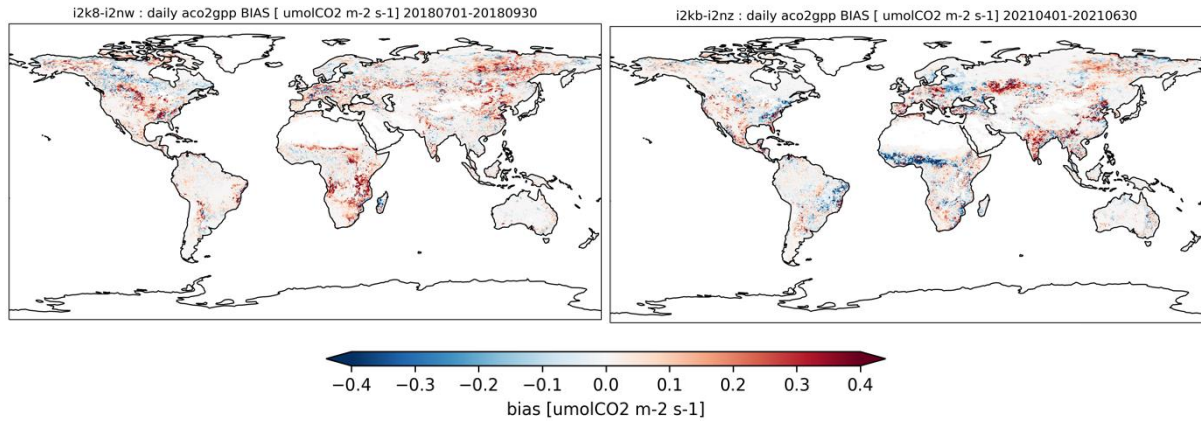 i2k8-i2nw : daily aco2gpp BIAS [ umolCO2 m-2 s-1] 20180701-20180930
i2kb-i2nz : daily aco2gpp BIAS [ umolCO2 m-2 s-1] 20210401-20210630
−0.4 −0.3 −0.2 −0.1 0.0 0.1 0.2 0.3 0.4
bias [umolCO2 m-2 s-1]